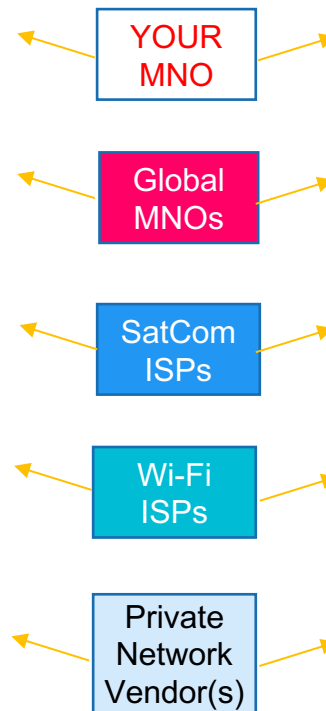 YOUR
MNO
Global
MNOs
SatCom
ISPs
Wi-Fi
ISPs
Private
Network
Vendor(s)